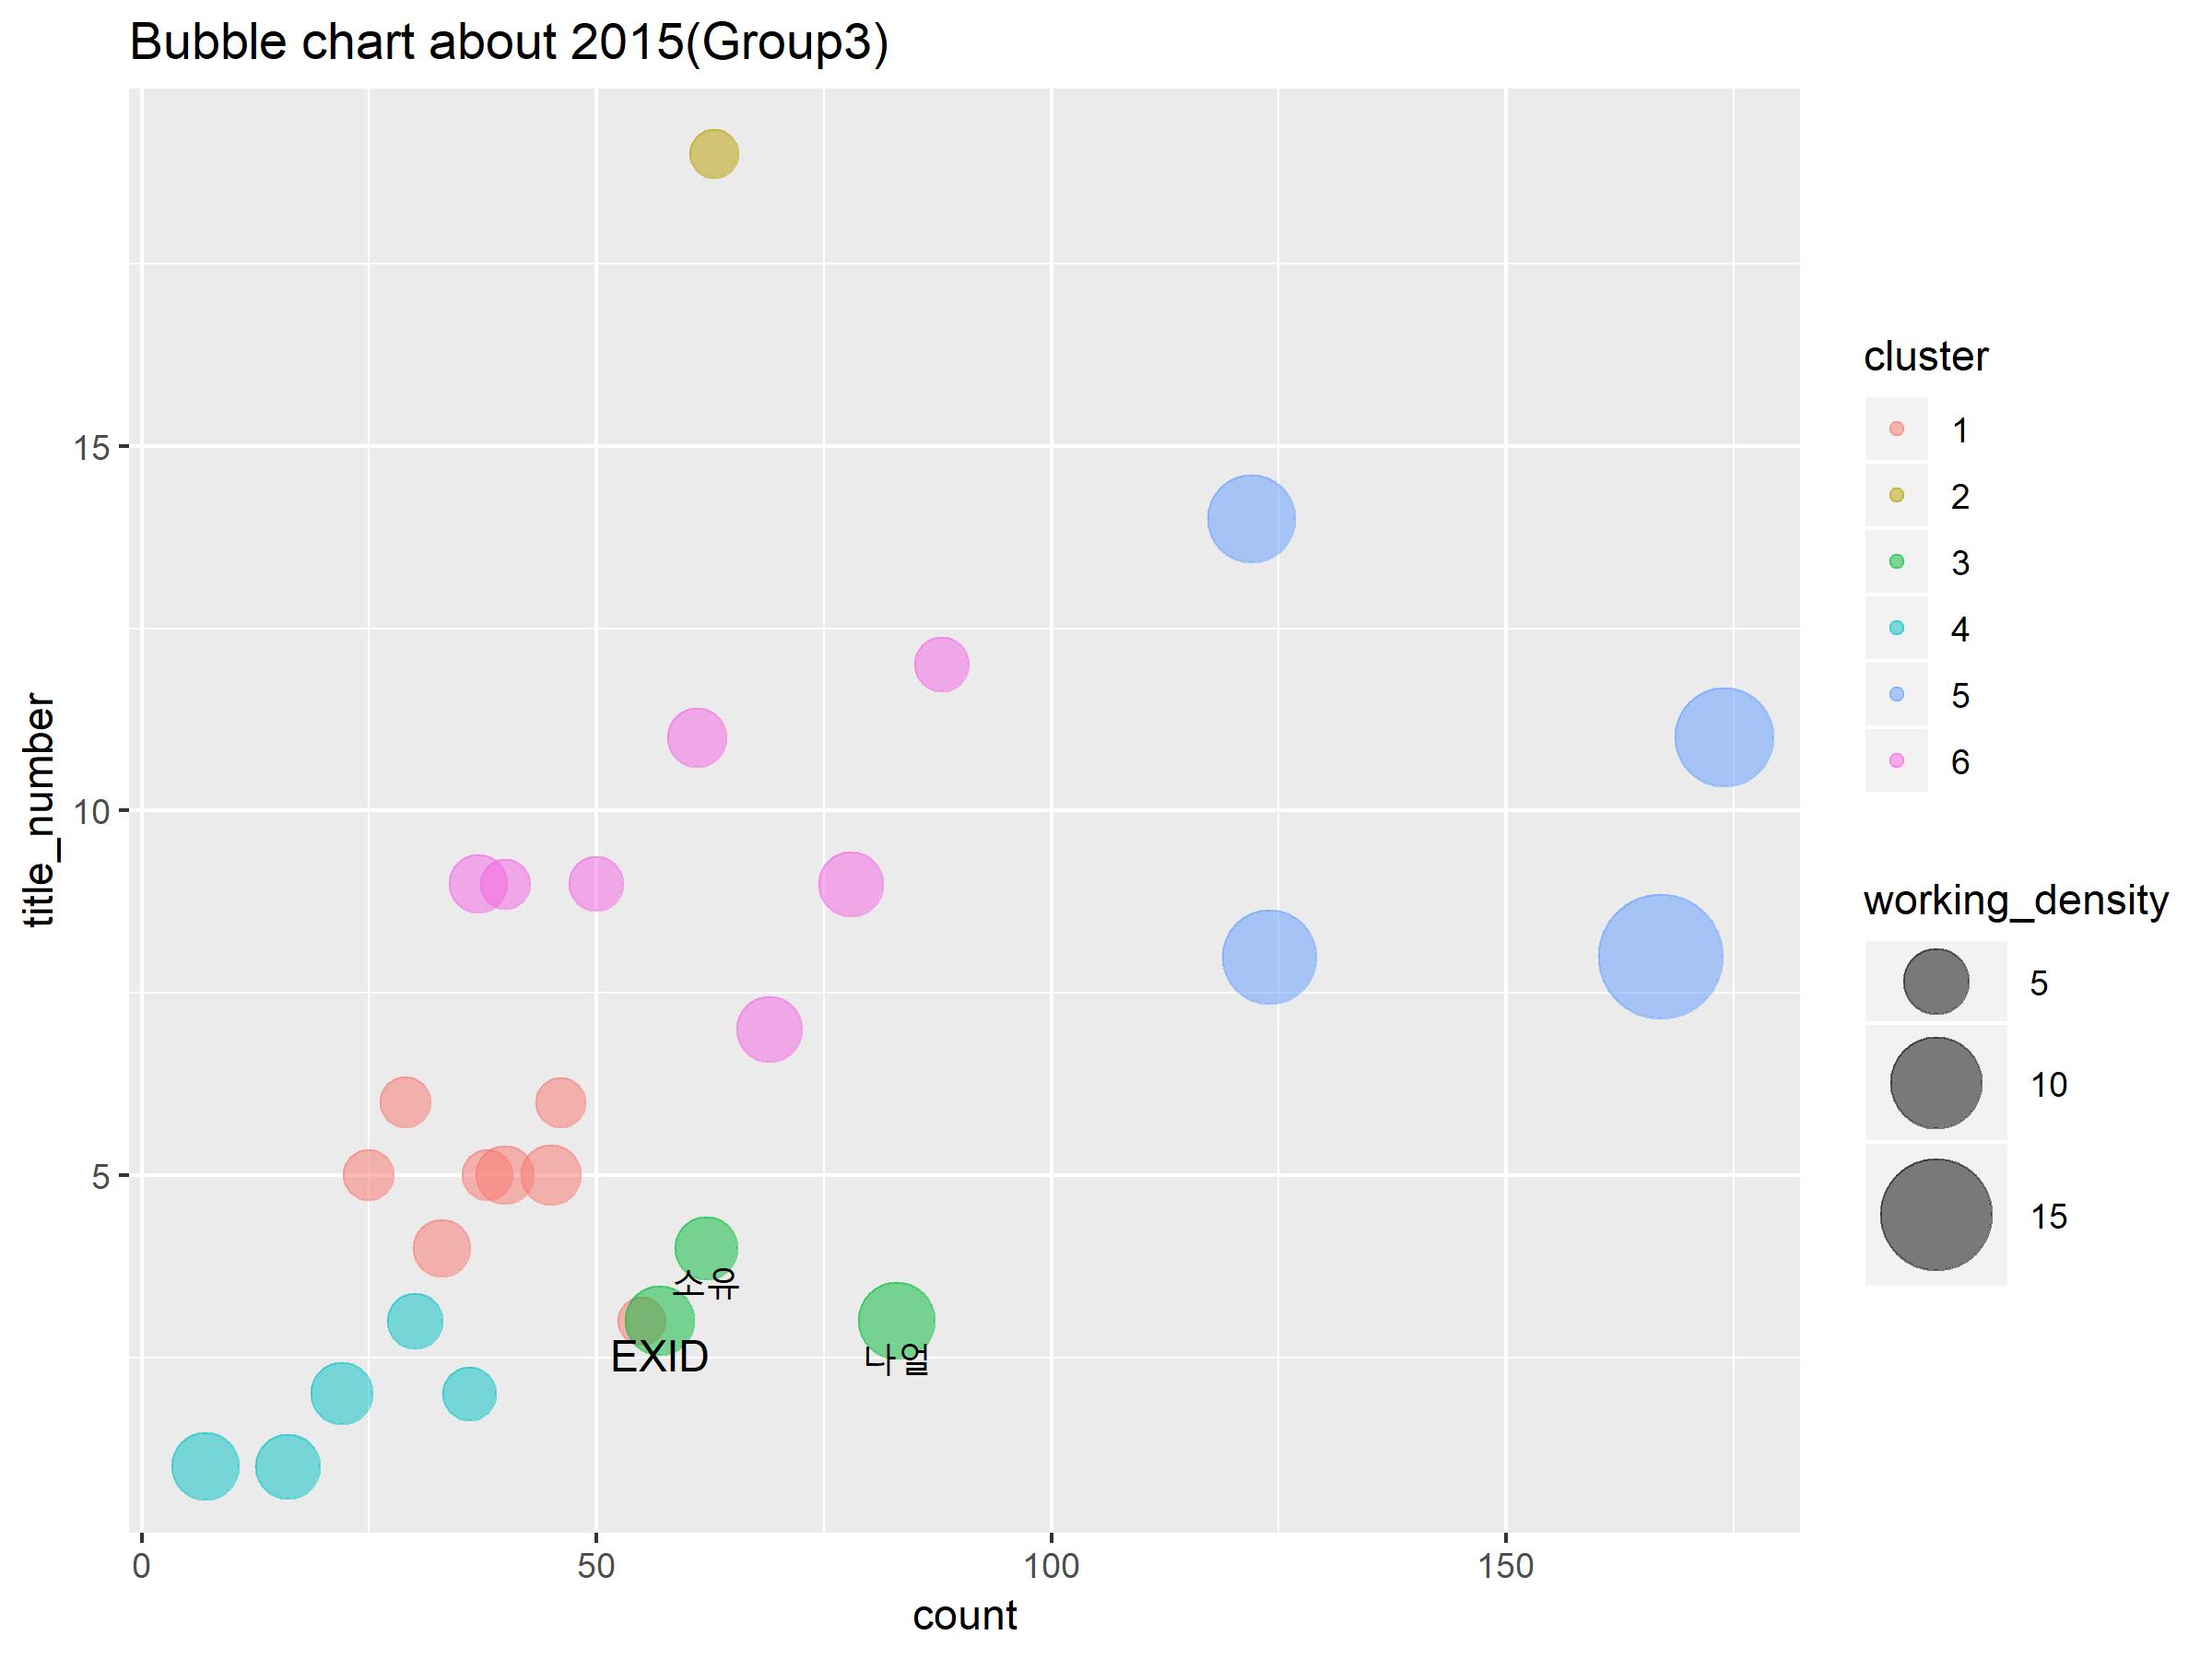 Bubble chart about 2015(Group3)
title_number
15
10
5
소유
EXID
나얼
0
50
100
150
count
cluster
1
2
3
4
5
6
working_density
5
10
15